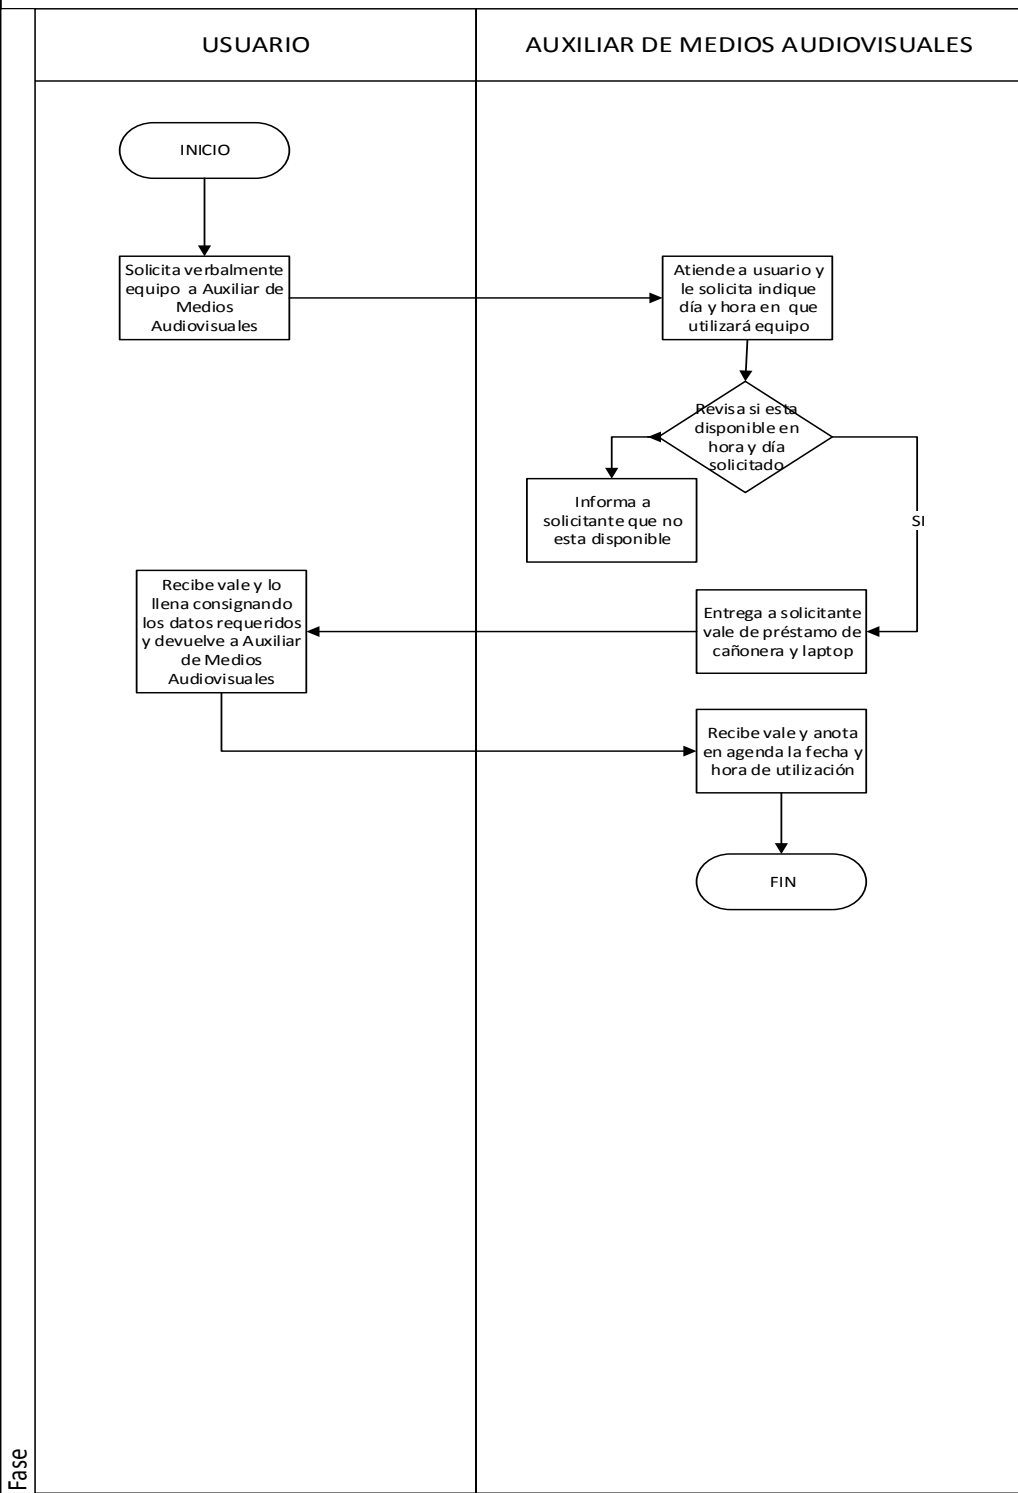 USUARIO
AUXILIAR DE MEDIOS AUDIOVISUALES
INICIO
Solicita verbalmente
equipo a Auxiliar de
Medios
Audiovisuales
Atiende a usuario y
le solicita indique
día y hora en que
utilizará equipo
Revisa si esta
disponible en
hora y día
solicitado
Informa a
solicitante que no
esta disponible
SI
Recibe vale y lo
llena consignando
los datos requeridos
y devuelve a Auxiliar
de Medios
Audiovisuales
Entrega a solicitante
vale de préstamo de
cañonera y laptop
Recibe vale y anota
en agenda la fecha y
hora de utilización
FIN
Fase